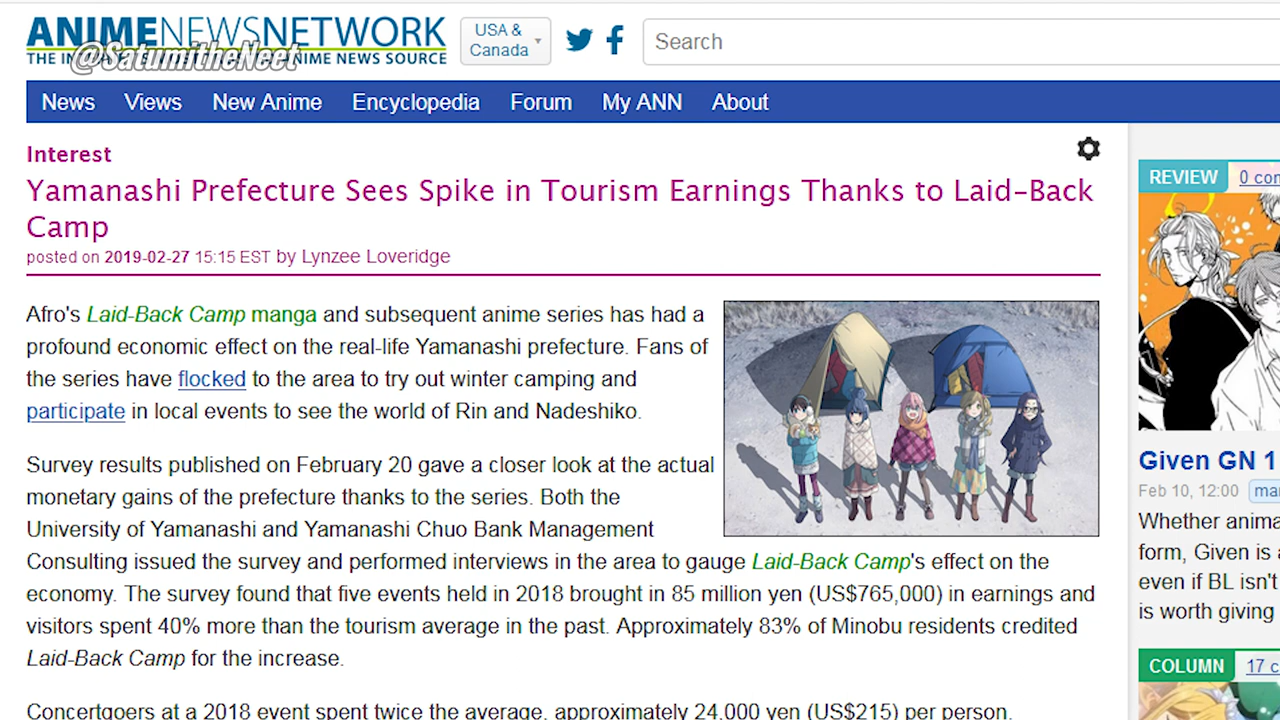 ANIMENEWSNETWORK
@SatumitheNeet
USA &
Canada
Search
News Views New Anime Encyclopedia Forum My ANN About
Interest
Yamanashi Prefecture Sees Spike in Tourism Earnings Thanks to Laid-Back
Camp
posted on 2019-02-27 15:15 EST by Lynzee Loveridge
Afro's Laid-Back Camp manga and subsequent anime series has had a
profound economic effect on the real-life Yamanashi prefecture. Fans of
the series have flocked to the area to try out winter camping and
participate in local events to see the world of Rin and Nadeshiko.
Survey results published on February 20 gave a closer look at the actual
monetary gains of the prefecture thanks to the series. Both the
University of Yamanashi and Yamanashi Chuo Bank Management
Consulting issued the survey and performed interviews in the area to gauge Laid-Back Camp's effect on the
economy. The survey found that five events held in 2018 brought in 85 million yen (US$765,000) in earnings and
visitors spent 40% more than the tourism average in the past. Approximately 83% of Minobu residents credited
Laid-Back Camp for the increase.
Concertgoers at a 2018 event spent twice the average, approximately 24,000 yen (US$215) per person.
REVIEW 0 com
Given GN 1
Feb 10, 12:00 ma
Whether anima
form, Given is a
even if BL isn't
is worth giving
COLUMN 17 c